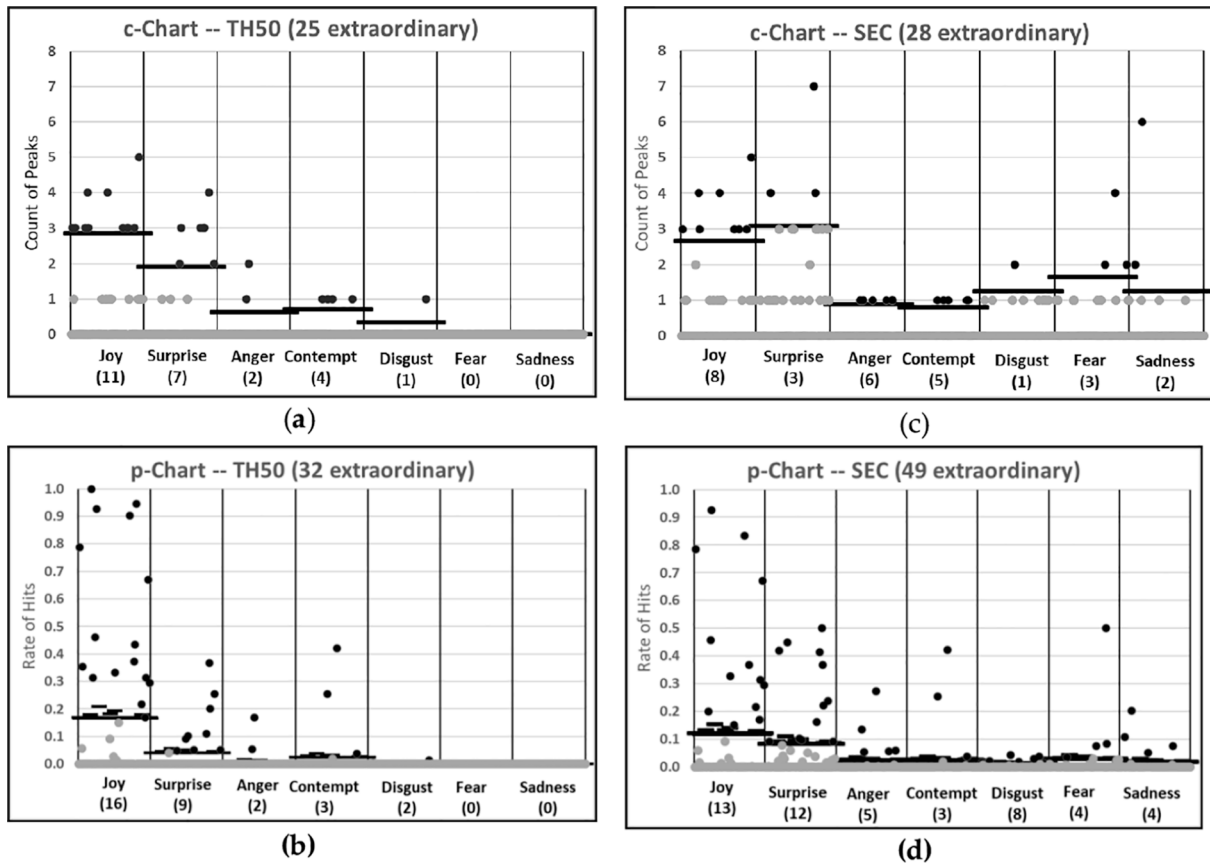 c-Chart -- TH50 (25 extraordinary)
Count of Peaks
8
7
6
5
4
3
2
1
0
Joy Surprise Anger Contempt Disgust Fear Sadness
(11) (7) (2) (4) (1) (0) (0)
(a)
c-Chart -- SEC (28 extraordinary)
Count of Peaks
8
7
6
5
4
3
2
1
0
Joy Surprise Anger Contempt Disgust Fear Sadness
(8) (3) (6) (5) (1) (3) (2)
(c)
p-Chart -- TH50 (32 extraordinary)
Rate of Hits
1.0
0.9
0.8
0.7
0.6
0.5
0.4
0.3
0.2
0.1
0.0
Joy Surprise Anger Contempt Disgust Fear Sadness
(16) (9) (2) (3) (2) (0) (0)
(b)
p-Chart -- SEC (49 extraordinary)
Rate of Hits
1.0
0.9
0.8
0.7
0.6
0.5
0.4
0.3
0.2
0.1
0.0
Joy Surprise Anger Contempt Disgust Fear Sadness
(13) (12) (5) (3) (8) (4) (4)
(d)